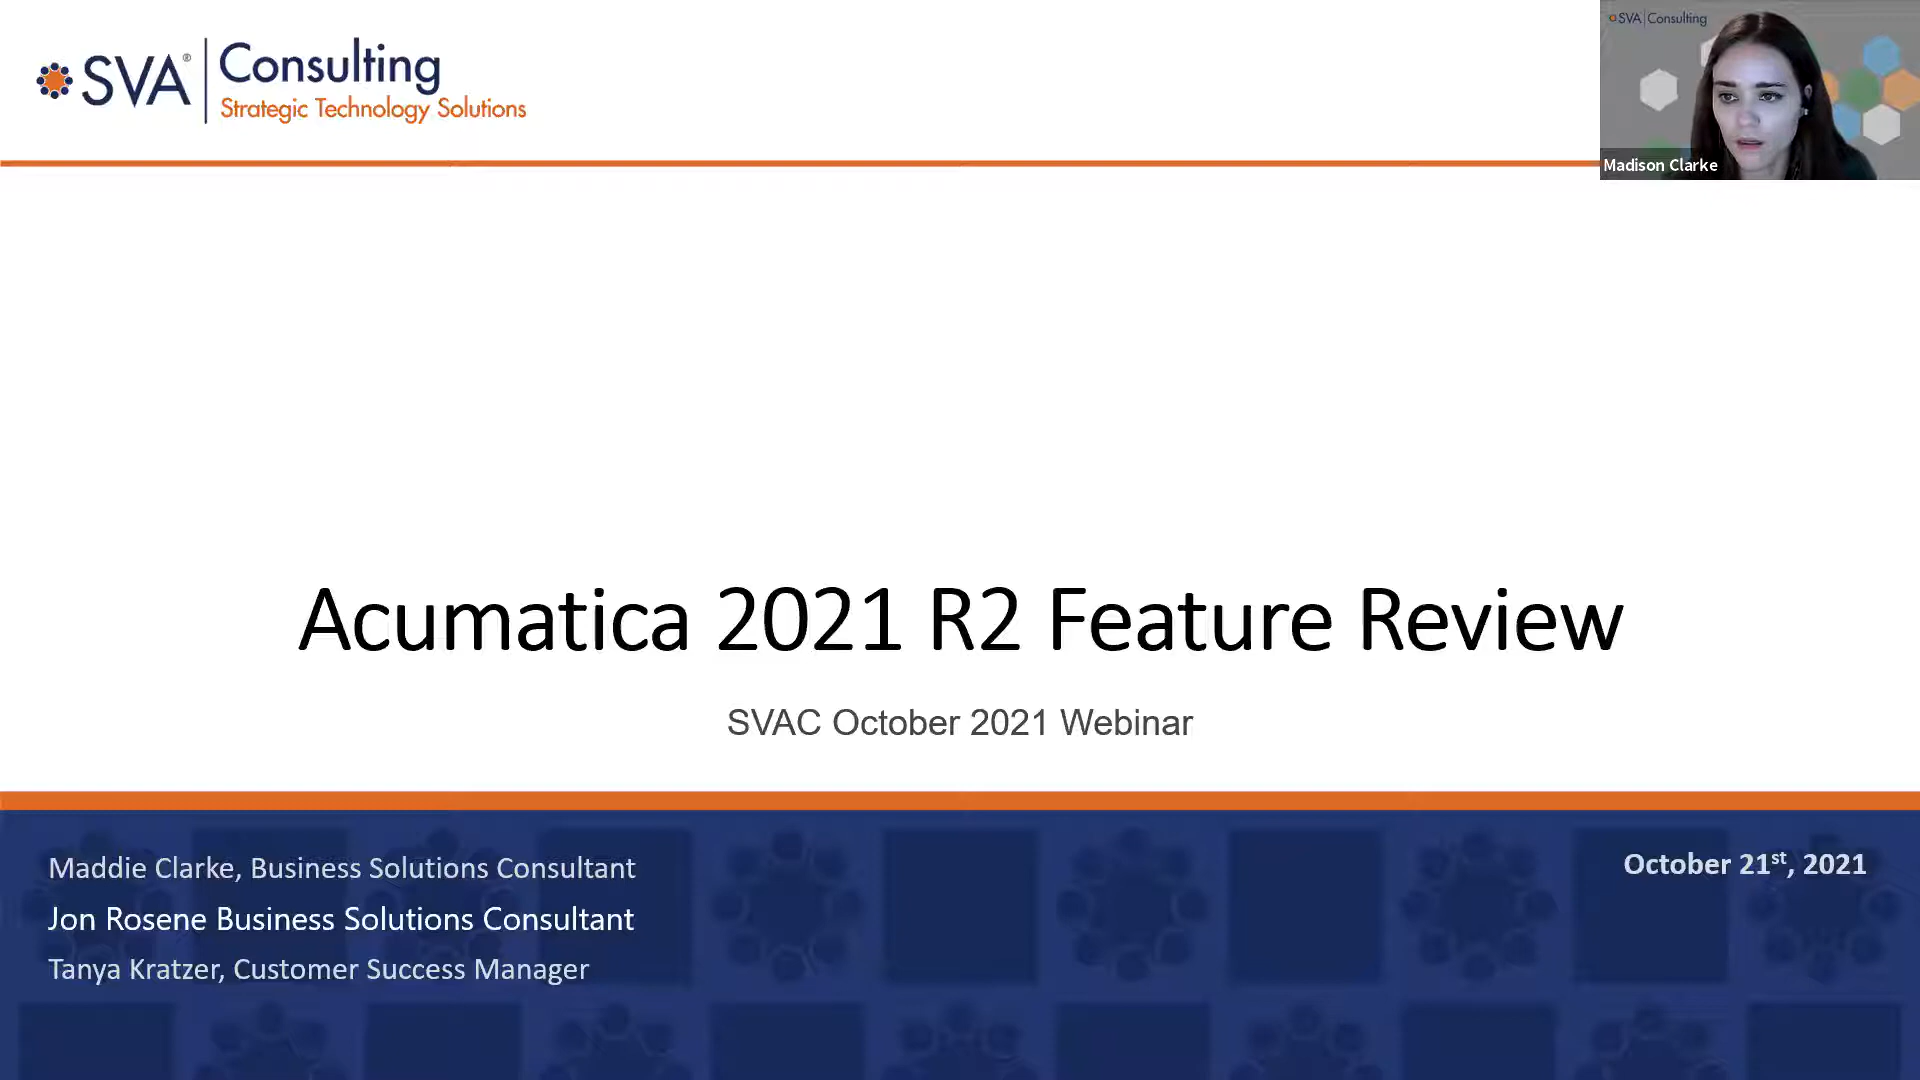 SVA® Consulting
Strategic Technology Solutions
SVA Consulting
Madison Clarke
Acumatica 2021 R2 Feature Review
SVAC October 2021 Webinar
Maddie Clarke, Business Solutions Consultant
Jon Rosene Business Solutions Consultant
Tanya Kratzer, Customer Success Manager
October 21st, 2021